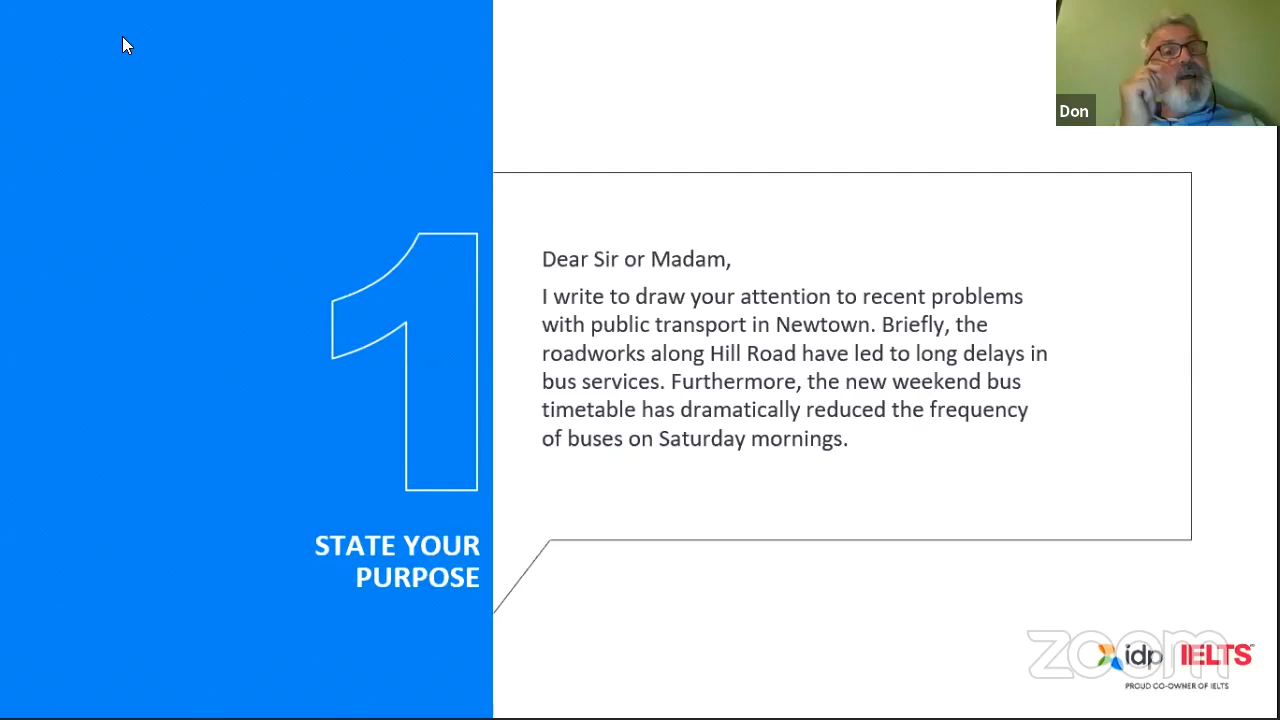 Don
1
STATE YOUR
PURPOSE
Dear Sir or Madam,
I write to draw your attention to recent problems
with public transport in Newtown. Briefly, the
roadworks along Hill Road have led to long delays in
bus services. Furthermore, the new weekend bus
timetable has dramatically reduced the frequency
of buses on Saturday mornings.
zoom
idp IELTS
PROUD CO-OWNER OF IELTS